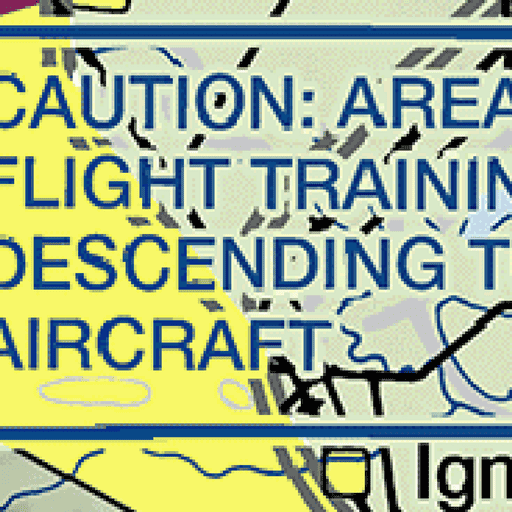 CAUTION: AREA
FLIGHT TRAININ
DESCENDING T
AIRCRAFT
Ign